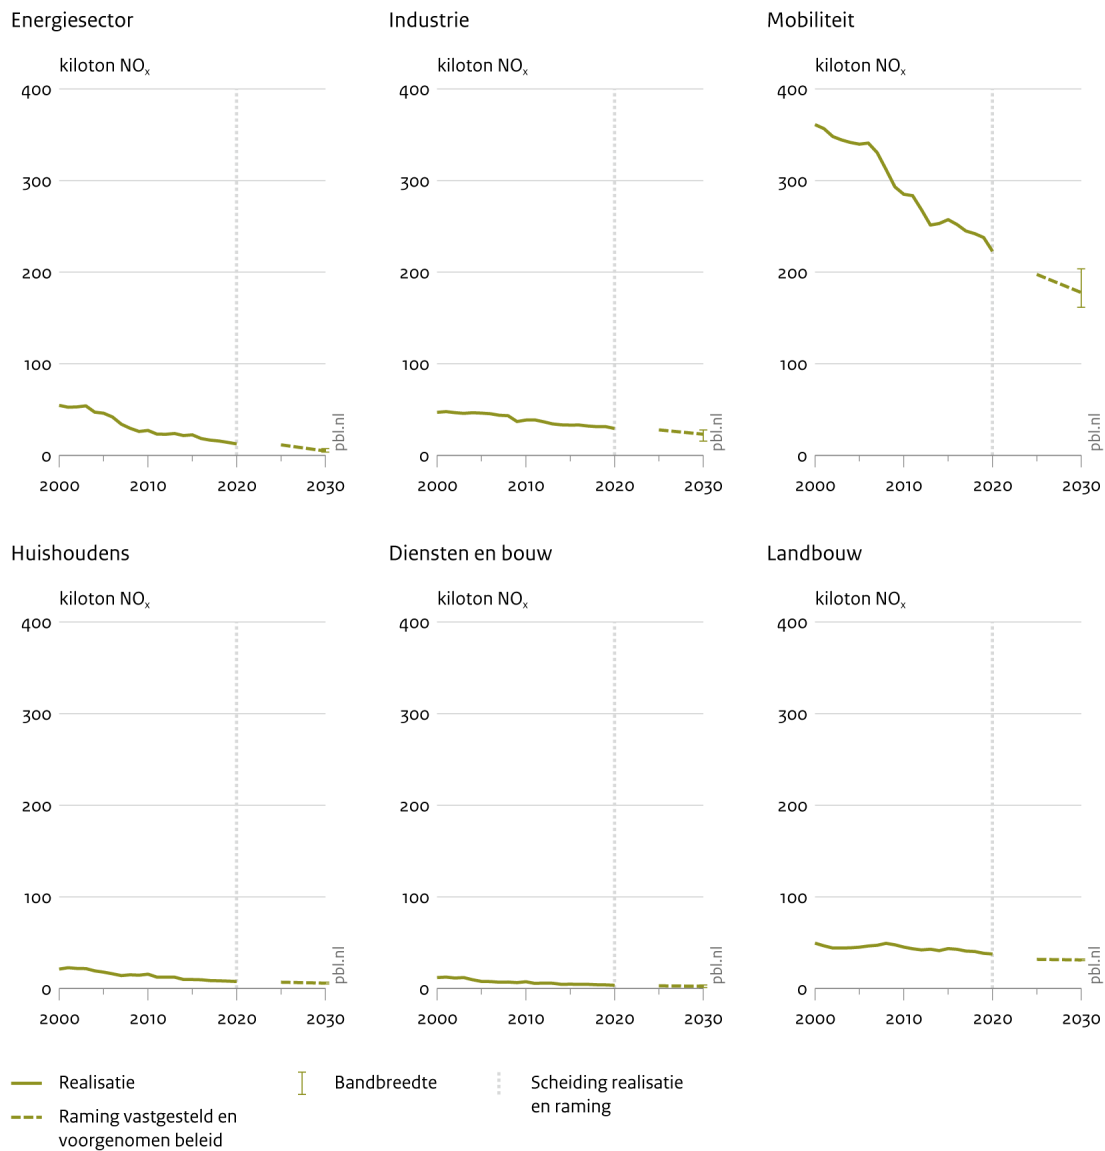 Energiesector
kiloton NOx
400
300
200
100
0
2000 2010 2020 2030
pbl.nl
Industrie
kiloton NOx
400
300
200
100
0
2000 2010 2020 2030
pbl.nl
Mobiliteit
kiloton NOx
400
300
200
100
0
2000 2010 2020 2030
pbl.nl
Huishoudens
kiloton NOx
400
300
200
100
0
2000 2010 2020 2030
pbl.nl
Diensten en bouw
kiloton NOx
400
300
200
100
0
2000 2010 2020 2030
pbl.nl
Landbouw
kiloton NOx
400
300
200
100
0
2000 2010 2020 2030
pbl.nl
Realisatie
Raming vastgesteld en
voorgenomen beleid
Bandbreedte
Scheiding realisatie
en raming